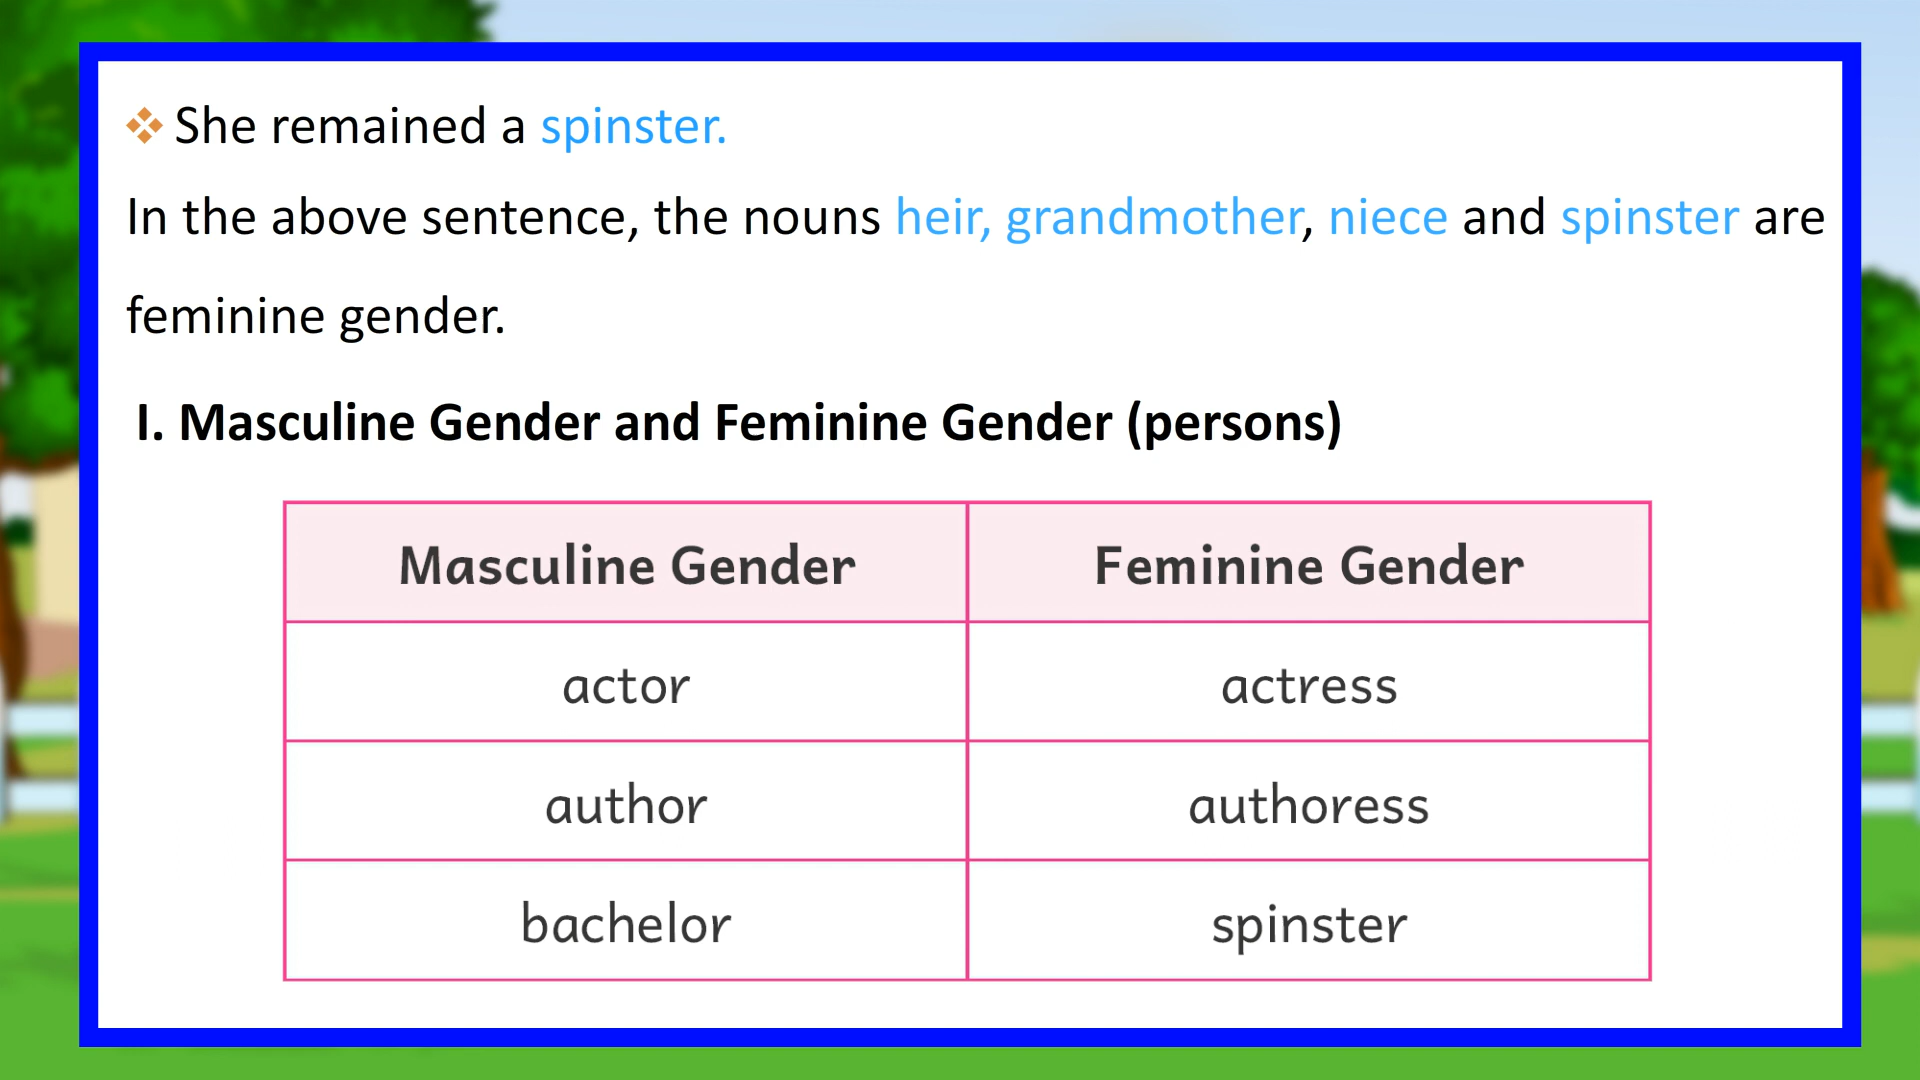 ❖ She remained a spinster.
In the above sentence, the nouns heir, grandmother, niece and spinster are
feminine gender.
I. Masculine Gender and Feminine Gender (persons)
Masculine Gender Feminine Gender
actor actress
author authoress
bachelor spinster